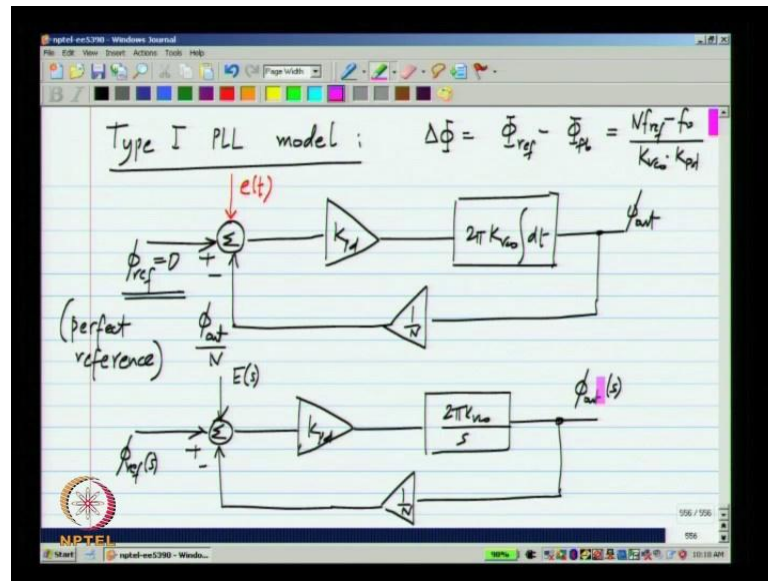 nptel-ee5390 - Windows Journal
File Edit View Insert Actions Tools Help
Page Width
Type I PLL model : ΔΦ = Φref - Φfb = (Nfref - fo) / (Kvco · Kpd)
e(t)
Σ
Kpd
2π Kvco ∫dt
ϕout
ϕref = 0
+
-
1/N
(perfect reference)
ϕout/N
E(s)
ϕref(s)
+
-
Σ
Kpd
2πKvco/s
ϕout(s)
1/N
NPTEL
556 / 556
556
Start
nptel-ee5390 - Windo...
90%
10:10 AM